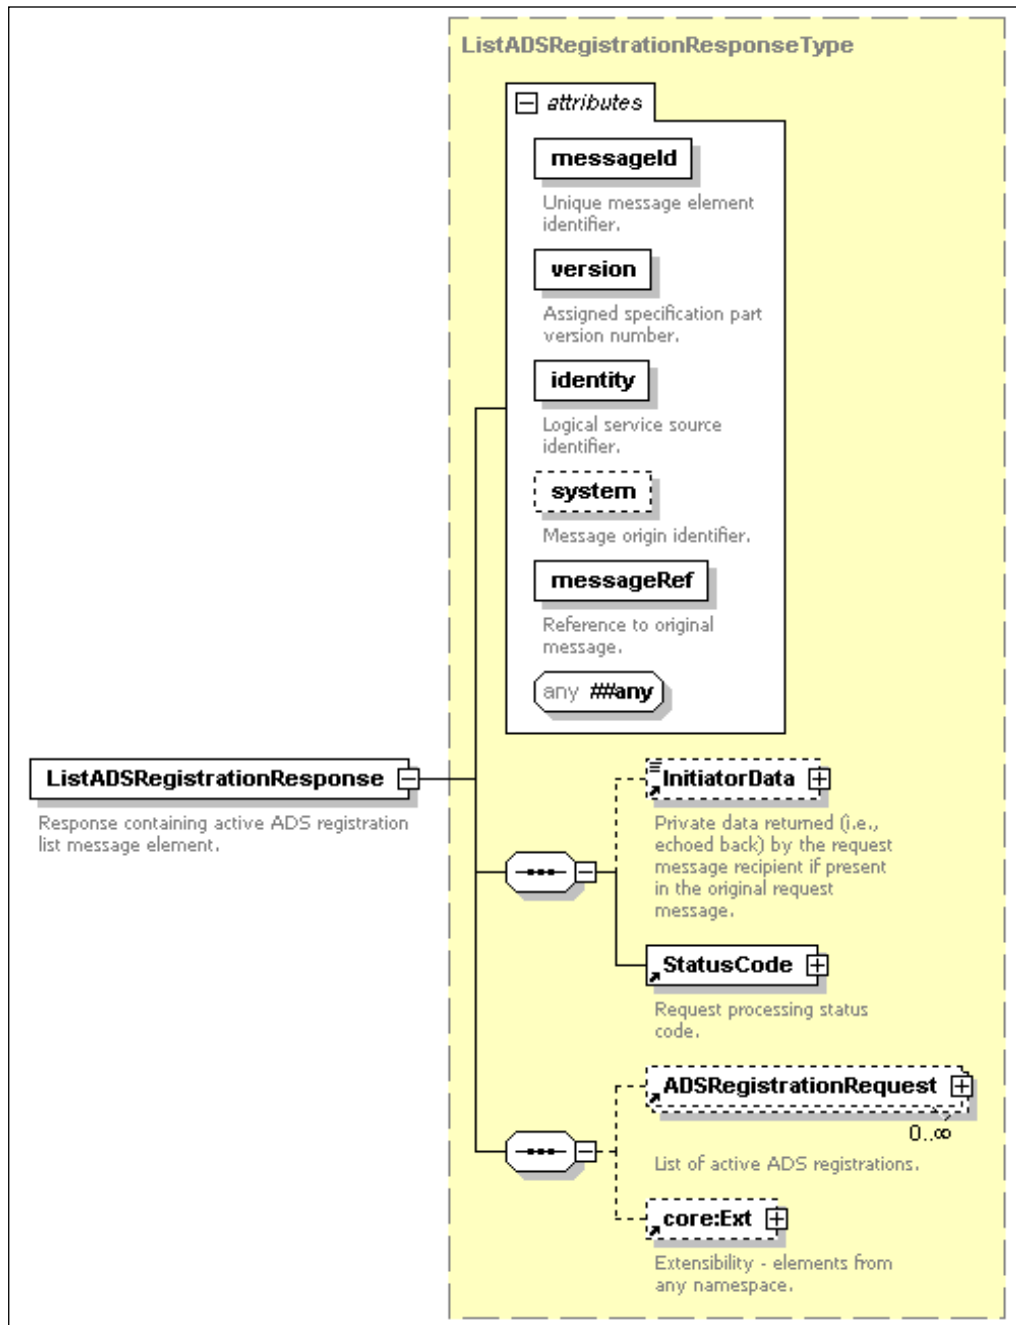 ListADSRegistrationResponseType
attributes
messageId
Unique message element
identifier.
version
Assigned specification part
version number.
identity
Logical service source
identifier.
system
Message origin identifier.
messageRef
Reference to original
message.
any ##any
ListADSRegistrationResponse
Response containing active ADS registration
list message element.
InitiatorData
Private data returned (i.e.,
echoed back) by the request
message recipient if present
in the original request
message.
StatusCode
Request processing status
code.
ADSRegistrationRequest
0..∞
List of active ADS registrations.
core:Ext
Extensibility - elements from
any namespace.